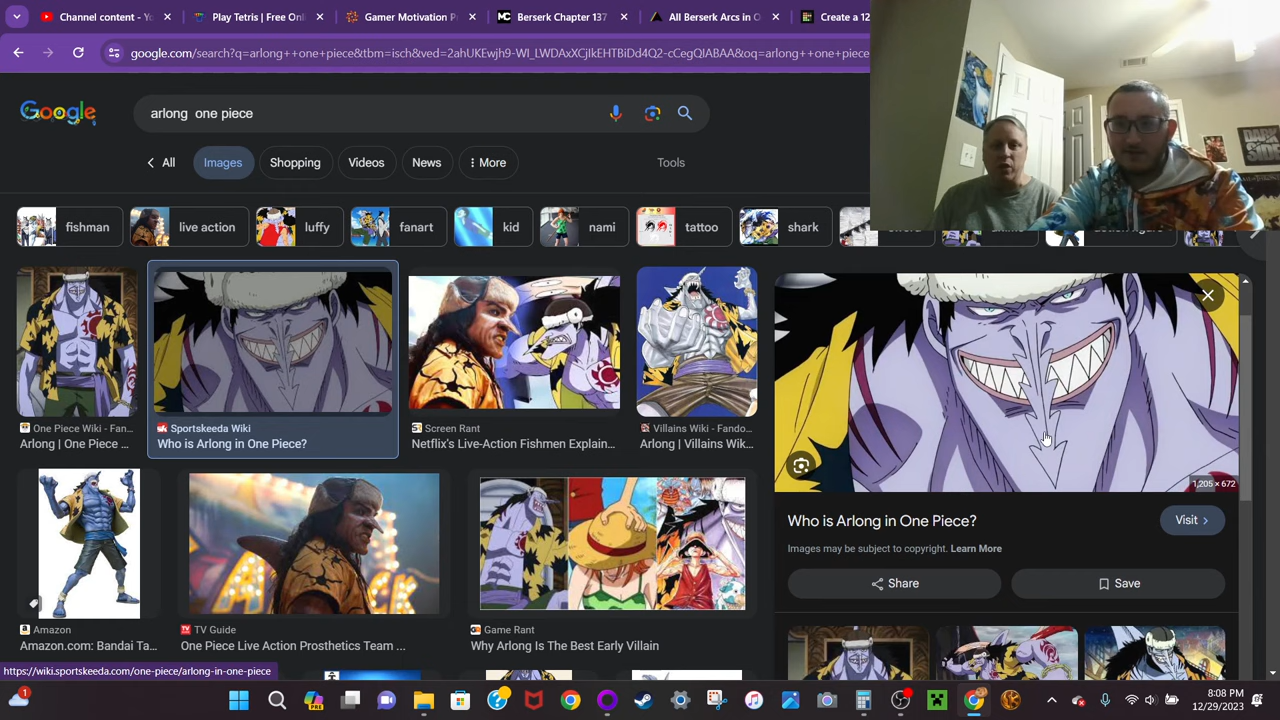 Channel content - Yo
Play Tetris | Free Onl
Gamer Motivation P
Berserk Chapter 137
All Berserk Arcs in O
Create a 12
google.com/search?q=arlong++one+piece&tbm=isch&ved=2ahUKEwjh9-WI_LWDAxXCjIkEHTBiDd4Q2-cCegQIABAA&oq=arlong++one+piece
DARK
SIDE
Google
arlong one piece
All
Images
Shopping
Videos
News
More
Tools
fishman
live action
luffy
fanart
kid
nami
tattoo
shark
One Piece Wiki - Fan...
Arlong | One Piece ...
Sportskeeda Wiki
Who is Arlong in One Piece?
Screen Rant
Netflix's Live-Action Fishmen Explain...
Villains Wiki - Fando...
Arlong | Villains Wik...
1,205 × 672
Who is Arlong in One Piece?
Visit
Images may be subject to copyright. Learn More
Share
Save
Amazon
Amazon.com: Bandai Ta...
TV Guide
One Piece Live Action Prosthetics Team ...
Game Rant
Why Arlong Is The Best Early Villain
https://wiki.sportskeeda.com/one-piece/arlong-in-one-piece
1
PRE
8:08 PM
12/29/2023